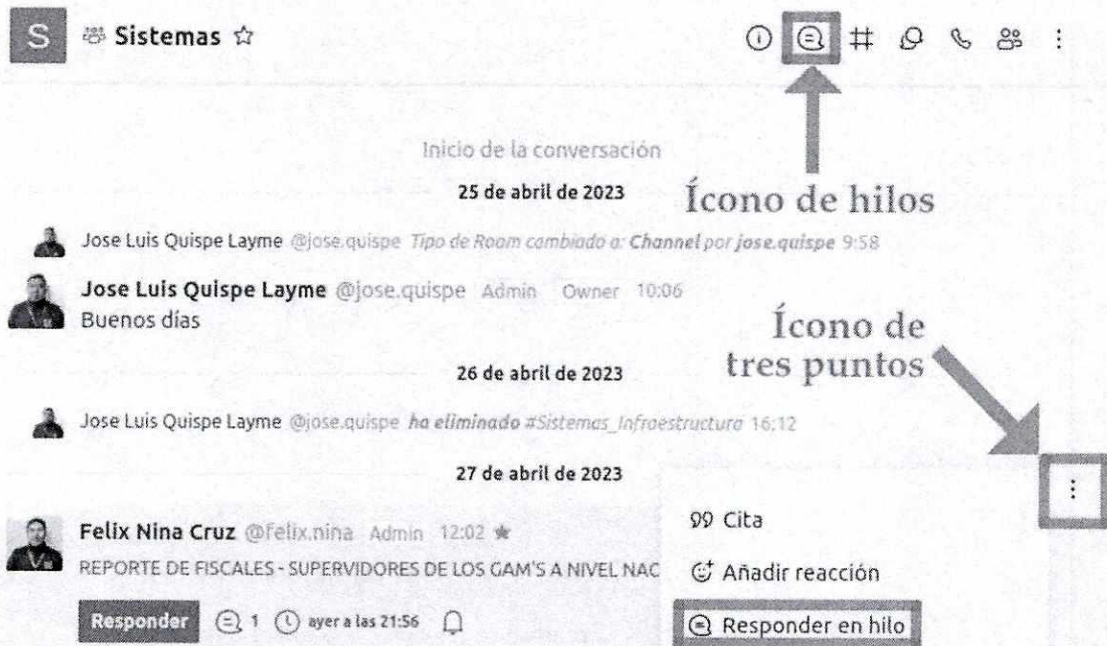 S Sistemas
Inicio de la conversación
25 de abril de 2023
Ícono de hilos
Jose Luis Quispe Layme @jose.quispe Tipo de Room cambiado a: Channel por jose.quispe 9:58
Jose Luis Quispe Layme @jose.quispe Admin Owner 10:06
Buenos días
Ícono de
tres puntos
26 de abril de 2023
Jose Luis Quispe Layme @jose.quispe ha eliminado #Sistemas_Infraestructura 16:12
27 de abril de 2023
Cita
Felix Nina Cruz @felix.nina Admin 12:02
REPORTE DE FISCALES - SUPERVIDORES DE LOS GAM'S A NIVEL NAC
Añadir reacción
Responder 1 ayer a las 21:56
Responder en hilo